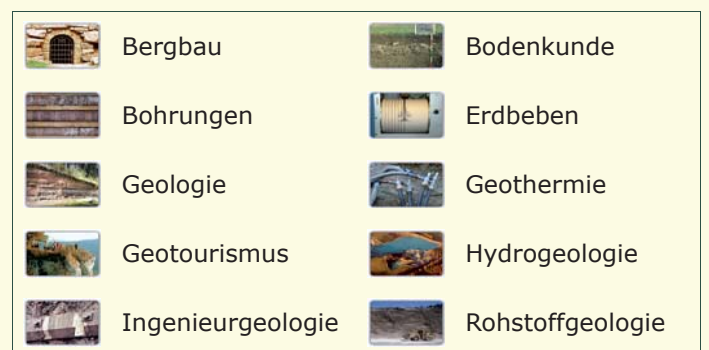 Bergbau
Bodenkunde
Bohrungen
Erdbeben
Geologie
Geothermie
Geotourismus
Hydrogeologie
Ingenieurgeologie
Rohstoffgeologie